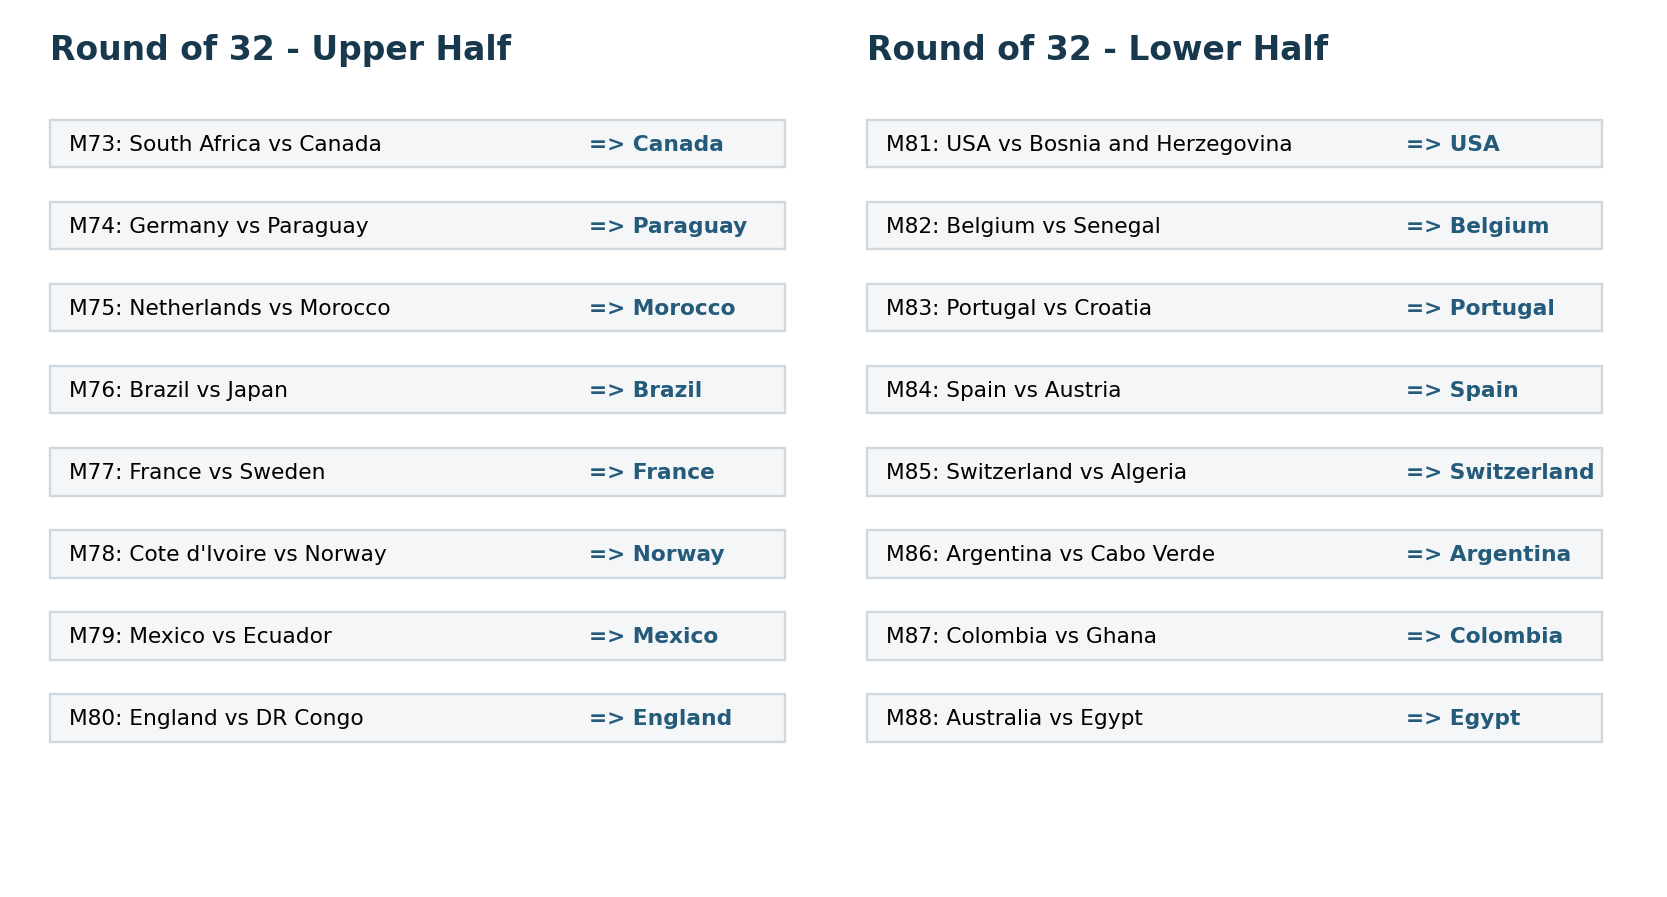 Round of 32 - Upper Half
M73: South Africa vs Canada => Canada
M74: Germany vs Paraguay => Paraguay
M75: Netherlands vs Morocco => Morocco
M76: Brazil vs Japan => Brazil
M77: France vs Sweden => France
M78: Cote d'Ivoire vs Norway => Norway
M79: Mexico vs Ecuador => Mexico
M80: England vs DR Congo => England
Round of 32 - Lower Half
M81: USA vs Bosnia and Herzegovina => USA
M82: Belgium vs Senegal => Belgium
M83: Portugal vs Croatia => Portugal
M84: Spain vs Austria => Spain
M85: Switzerland vs Algeria => Switzerland
M86: Argentina vs Cabo Verde => Argentina
M87: Colombia vs Ghana => Colombia
M88: Australia vs Egypt => Egypt